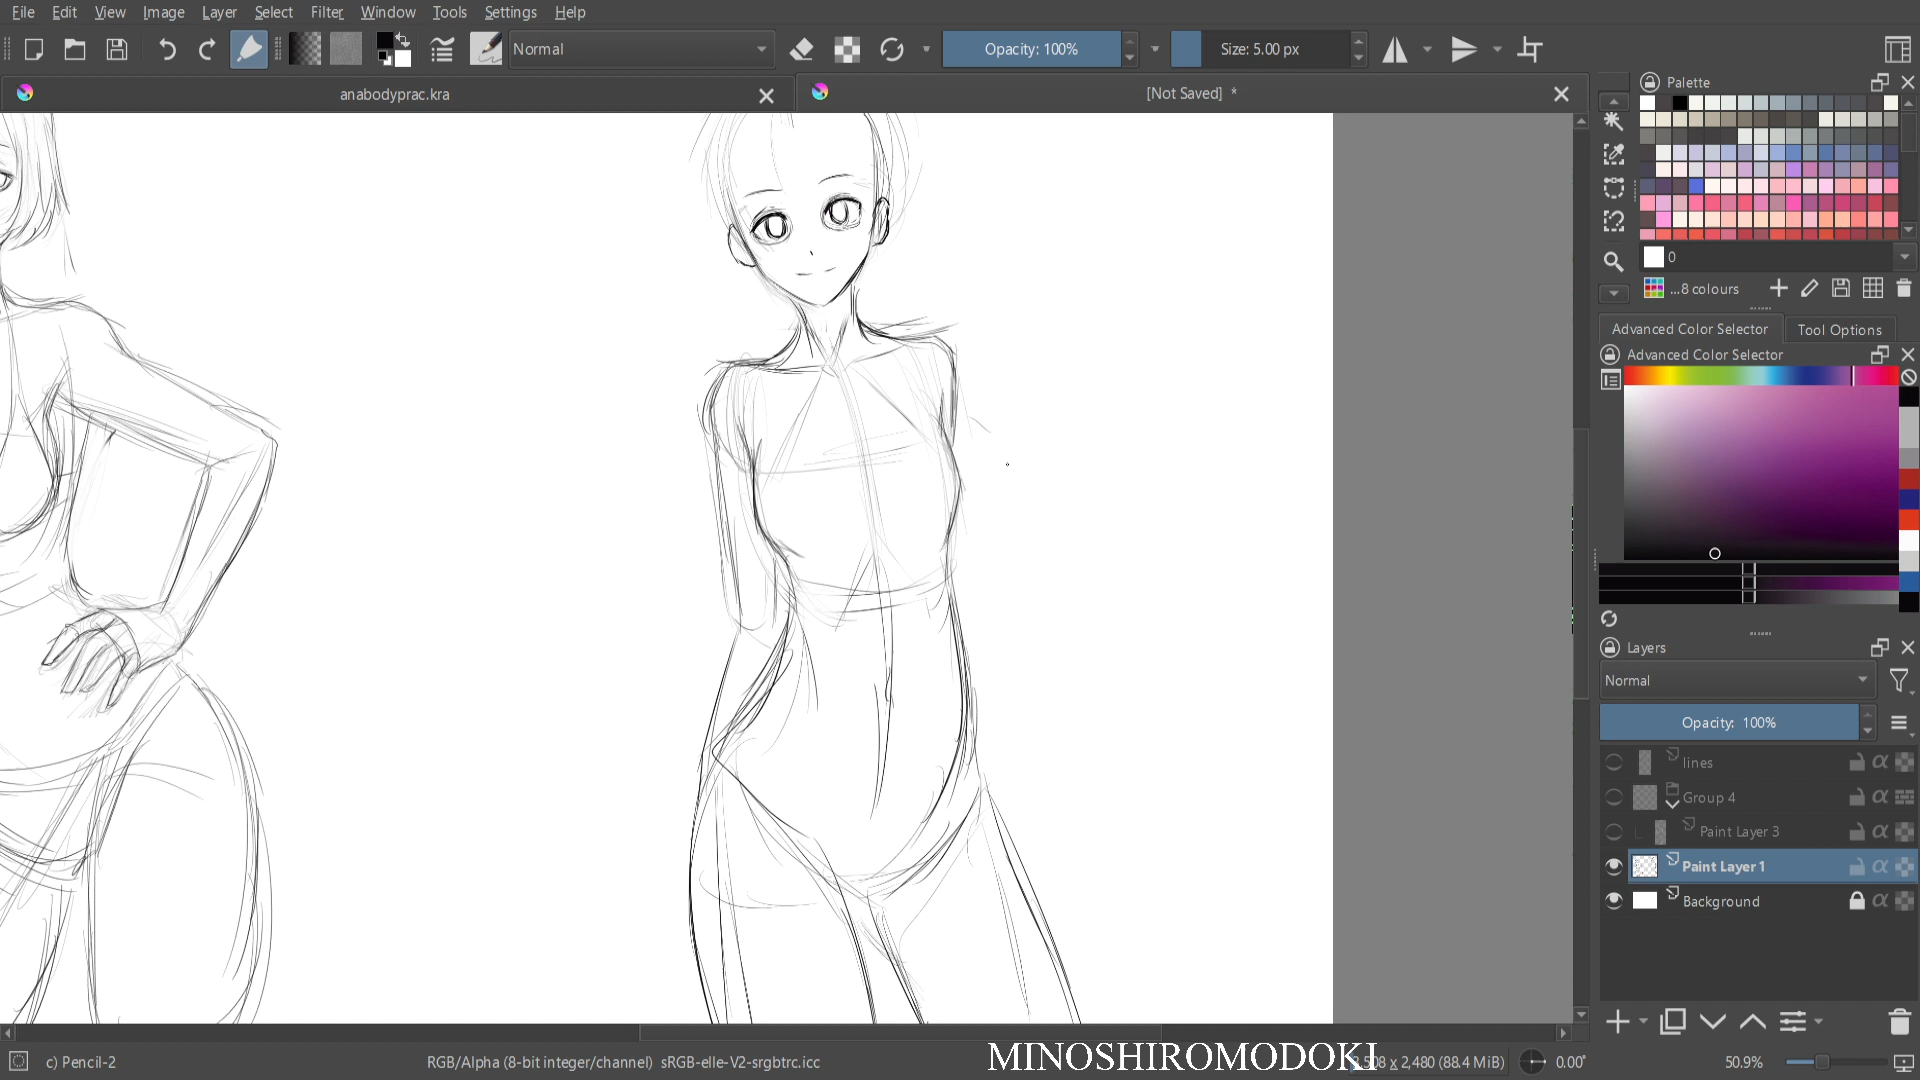 File Edit View Image Layer Select Filter Window Tools Settings Help
Normal
Opacity: 100%
Size: 5.00 px
anabodyprac.kra
[Not Saved] *
Palette
0
...8 colours
Advanced Color Selector
Tool Options
Advanced Color Selector
Layers
Normal
Opacity: 100%
lines
Group 4
Paint Layer 3
Paint Layer 1
Background
c) Pencil-2
RGB/Alpha (8-bit integer/channel) sRGB-elle-V2-srgbtrc.icc
MINOSHIROMODOKI
x 2,480 (88.4 MiB)
0.00°
50.9%